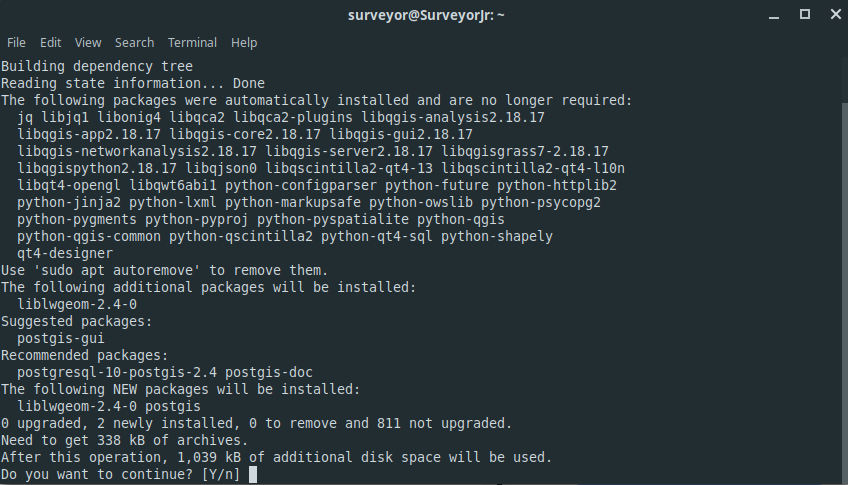 surveyor@SurveyorJr: ~
File Edit View Search Terminal Help
Building dependency tree
Reading state information... Done
The following packages were automatically installed and are no longer required:
jq libjq1 libonig4 libqca2 libqca2-plugins libqgis-analysis2.18.17
libqgis-app2.18.17 libqgis-core2.18.17 libqgis-gui2.18.17
libqgis-networkanalysis2.18.17 libqgis-server2.18.17 libqgisgrass7-2.18.17
libqgispython2.18.17 libqjson0 libqscintilla2-qt4-13 libqscintilla2-qt4-l10n
libqt4-opengl libqwt6abi1 python-configparser python-future python-httplib2
python-jinja2 python-lxml python-markupsafe python-owslib python-psycopg2
python-pygments python-pyproj python-pyspatialite python-qgis
python-qgis-common python-qscintilla2 python-qt4-sql python-shapely
qt4-designer
Use 'sudo apt autoremove' to remove them.
The following additional packages will be installed:
liblwgeom-2.4-0
Suggested packages:
postgis-gui
Recommended packages:
postgresql-10-postgis-2.4 postgis-doc
The following NEW packages will be installed:
liblwgeom-2.4-0 postgis
0 upgraded, 2 newly installed, 0 to remove and 811 not upgraded.
Need to get 338 kB of archives.
After this operation, 1,039 kB of additional disk space will be used.
Do you want to continue? [Y/n]